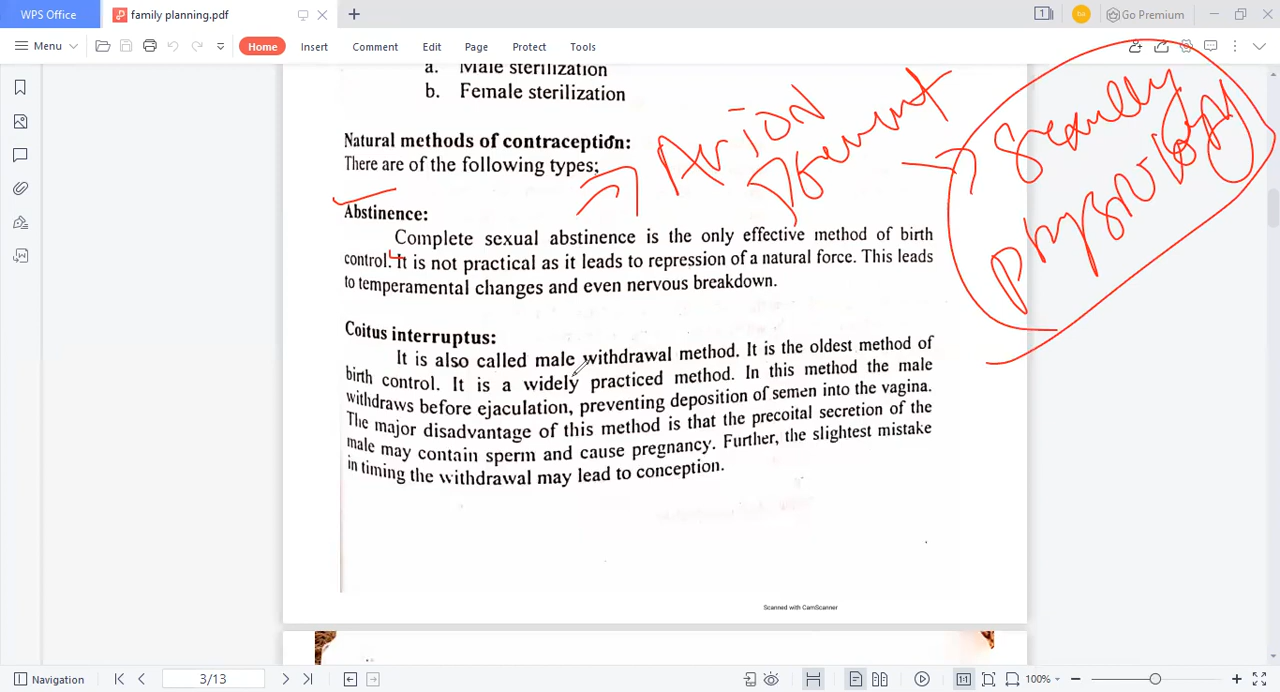 WPS Office
family planning.pdf
1
Go Premium
Menu
Home
Insert
Comment
Edit
Page
Protect
Tools
a. Male sterilization
b. Female sterilization
Natural methods of contraception:
There are of the following types;
Abstinence:
Complete sexual abstinence is the only effective method of birth
control. It is not practical as it leads to repression of a natural force. This leads
to temperamental changes and even nervous breakdown.
Coitus interruptus:
It is also called male withdrawal method. It is the oldest method of
birth control. It is a widely practiced method. In this method the male
withdraws before ejaculation, preventing deposition of semen into the vagina.
The major disadvantage of this method is that the precoital secretion of the
male may contain sperm and cause pregnancy. Further, the slightest mistake
in timing the withdrawal may lead to conception.
Scanned with CamScanner
Navigation
3/13
100%